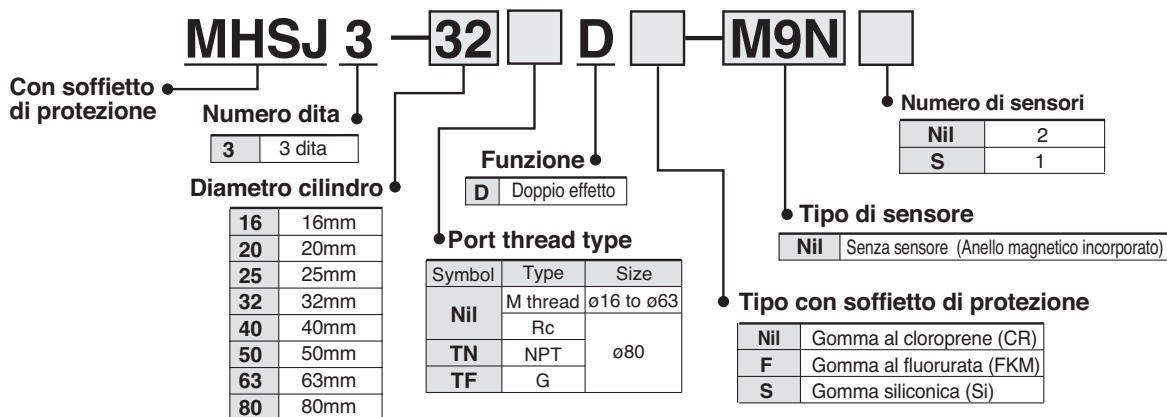 MHSJ 3 - 32 D - M9N
Con soffietto
di protezione
Numero dita
3 3 dita
Diametro cilindro
16 16mm
20 20mm
25 25mm
32 32mm
40 40mm
50 50mm
63 63mm
80 80mm
Funzione
D Doppio effetto
Port thread type
Symbol Type Size
Nil M thread ø16 to ø63
Rc ø80
TN NPT
TF G
Numero di sensori
Nil 2
S 1
Tipo di sensore
Nil Senza sensore (Anello magnetico incorporato)
Tipo con soffietto di protezione
Nil Gomma al cloroprene (CR)
F Gomma al fluorurata (FKM)
S Gomma siliconica (Si)